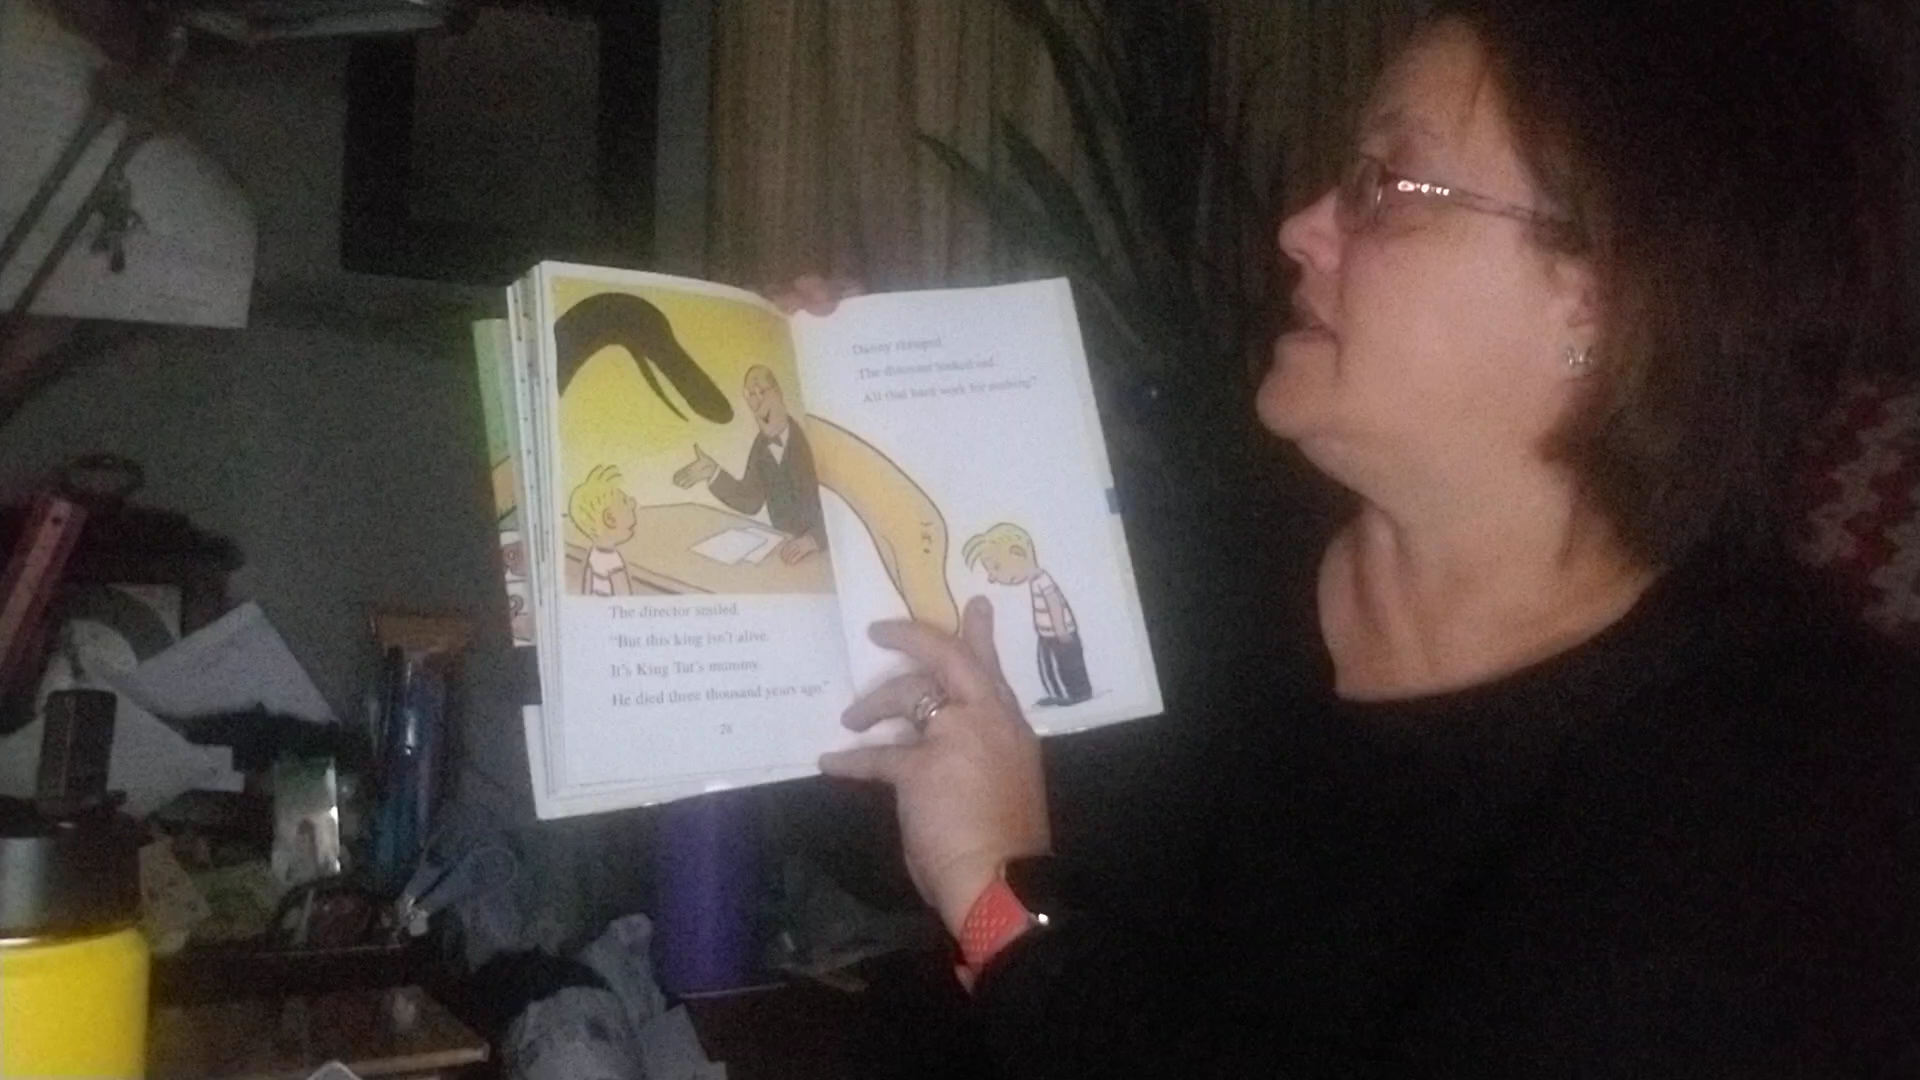 The director smiled.
"But this king isn't alive.
It's King Tut's mummy.
He died three thousand years ago."
28
Danny slumped.
The dinosaur looked sad.
All that hard work for nothing"
2